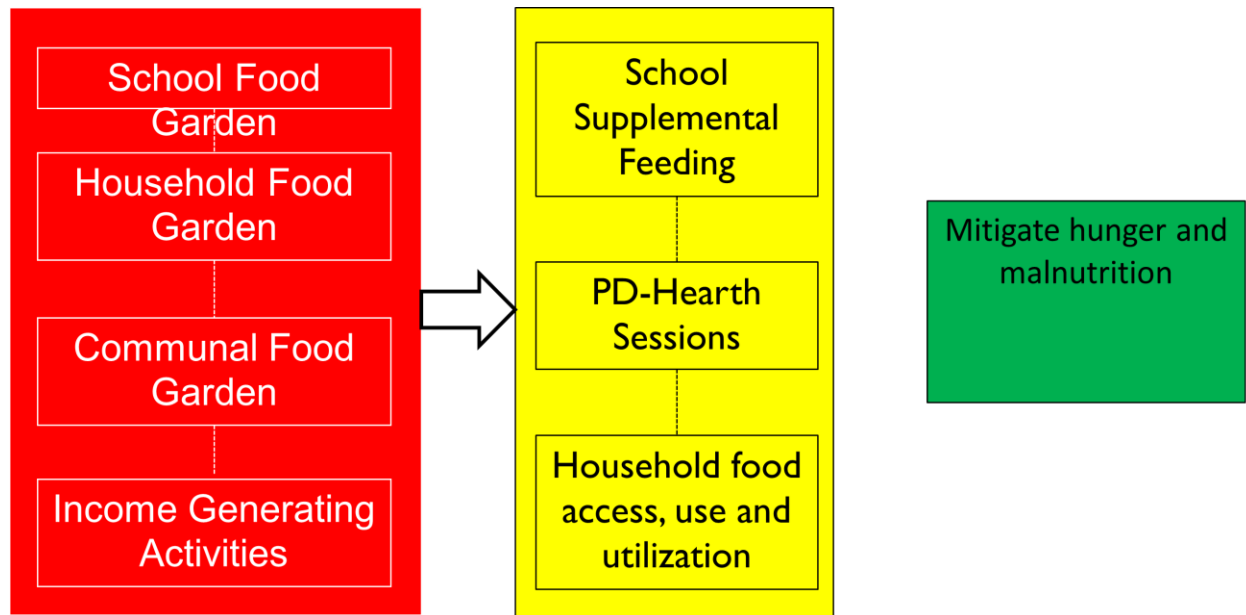 School Food
Garden
Household Food
Garden
Communal Food
Garden
Income Generating
Activities
School
Supplemental
Feeding
PD-Hearth
Sessions
Household food
access, use and
utilization
Mitigate hunger and
malnutrition